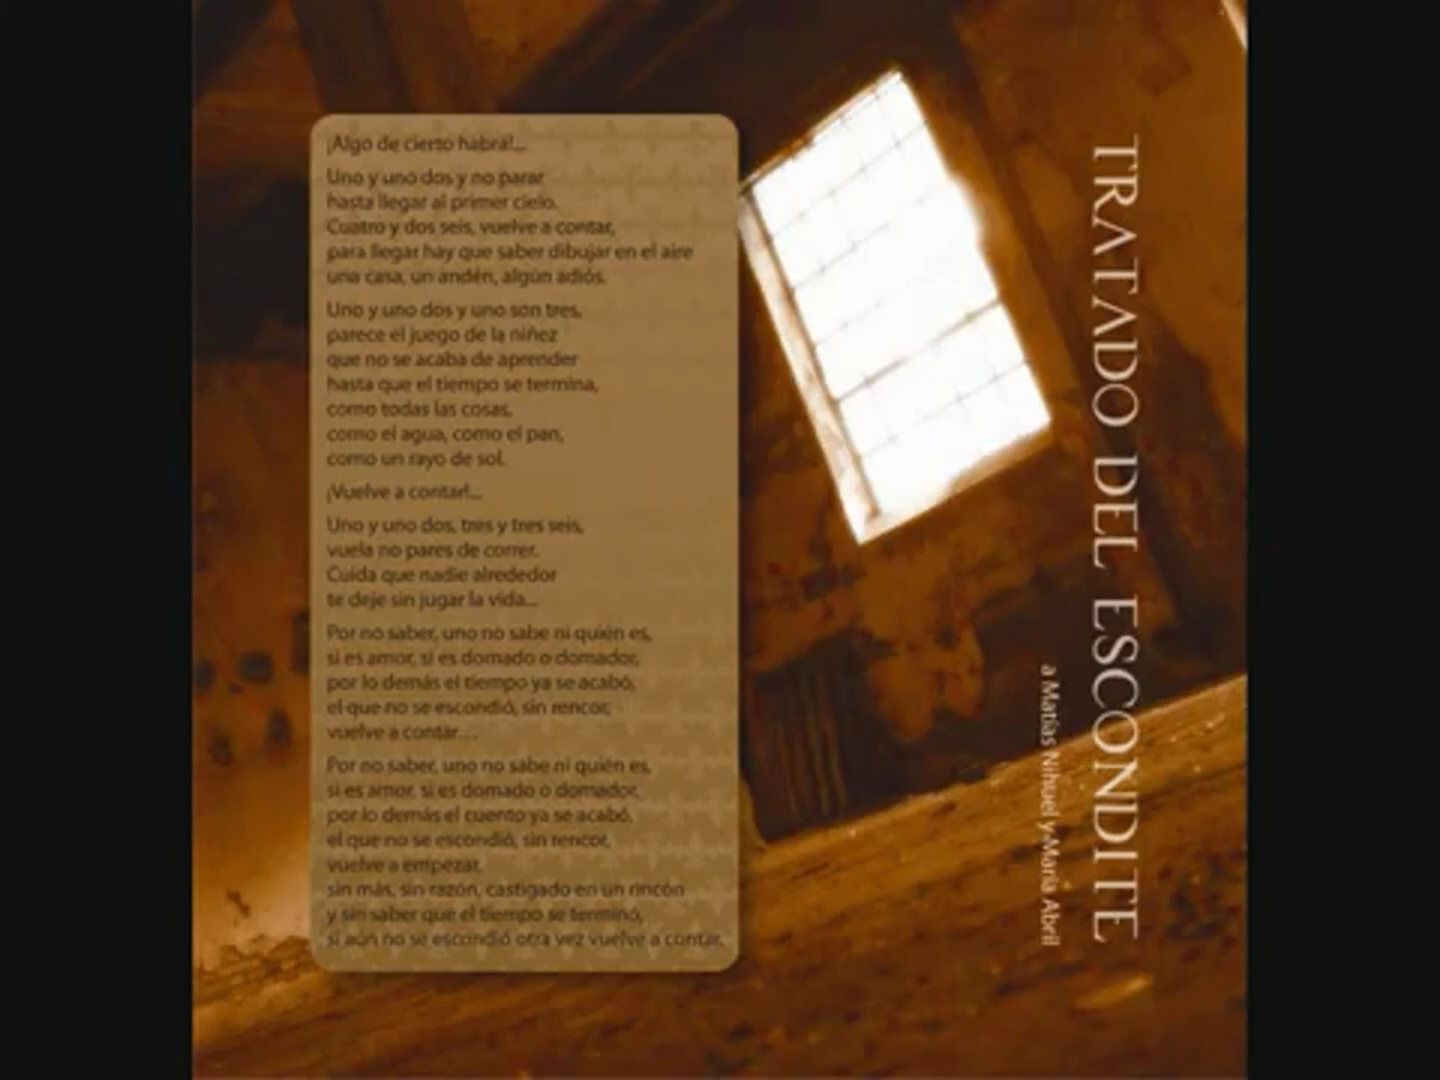 ¡Algo de cierto habrá!...
Uno y uno dos y no parar
hasta llegar al primer cielo.
Cuatro y dos seis, vuelve a contar,
para llegar hay que saber dibujar en el aire
una casa, un andén, algún adiós.
Uno y uno dos y uno son tres,
parece el juego de la niñez
que no se acaba de aprender
hasta que el tiempo se termina,
como todas las cosas,
como el agua, como el pan,
como un rayo de sol.
¡Vuelve a contar!...
Uno y uno dos, tres y tres seis,
vuela no pares de correr.
Cuida que nadie alrededor
te deje sin jugar la vida...
Por no saber, uno no sabe ni quién es,
si es amor, si es domado o domador,
por lo demás el tiempo ya se acabó,
el que no se escondió, sin rencor,
vuelve a contar...
Por no saber, uno no sabe ni quién es,
si es amor, si es domado o domador,
por lo demás el cuento ya se acabó,
el que no se escondió, sin rencor,
vuelve a empezar,
sin más, sin razón, castigado en un rincón
y sin saber que el tiempo se terminó,
si aún no se escondió otra vez vuelve a contar.
TRATADO DEL ESCONDITE
a Matías Nihuel y María Abril